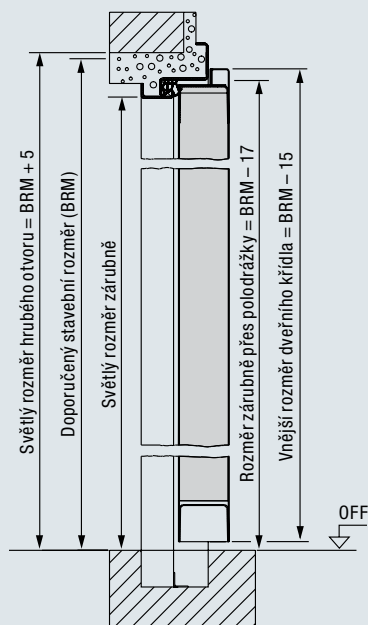 Světlý rozměr hrubého otvoru = BRM + 5
Doporučený stavební rozměr (BRM)
Světlý rozměr zárubně
Rozměr zárubně přes polodrážky = BRM – 17
Vnější rozměr dveřního křídla = BRM – 15
OFF